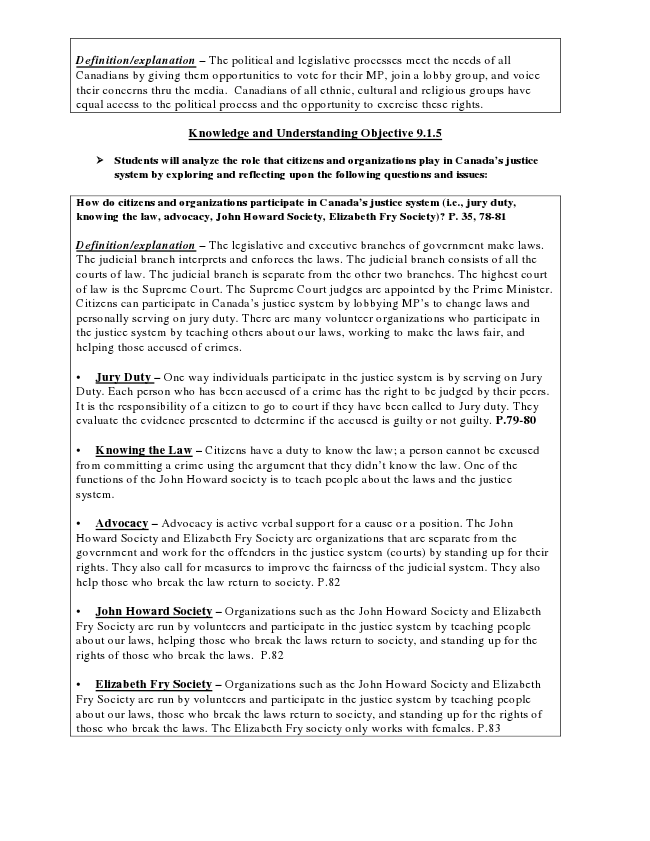 Definition/explanation – The political and legislative processes meet the needs of all
Canadians by giving them opportunities to vote for their MP, join a lobby group, and voice
their concerns thru the media.  Canadians of all ethnic, cultural and religious groups have
equal access to the political process and the opportunity to exercise these rights.
Knowledge and Understanding Objective 9.1.5
➢ Students will analyze the role that citizens and organizations play in Canada's justice
system by exploring and reflecting upon the following questions and issues:
How do citizens and organizations participate in Canada's justice system (i.e., jury duty,
knowing the law, advocacy, John Howard Society, Elizabeth Fry Society)? P. 35, 78-81
Definition/explanation – The legislative and executive branches of government make laws.
The judicial branch interprets and enforces the laws. The judicial branch consists of all the
courts of law. The judicial branch is separate from the other two branches. The highest court
of law is the Supreme Court. The Supreme Court judges are appointed by the Prime Minister.
Citizens can participate in Canada's justice system by lobbying MP's to change laws and
personally serving on jury duty. There are many volunteer organizations who participate in
the justice system by teaching others about our laws, working to make the laws fair, and
helping those accused of crimes.
• Jury Duty – One way individuals participate in the justice system is by serving on Jury
Duty. Each person who has been accused of a crime has the right to be judged by their peers.
It is the responsibility of a citizen to go to court if they have been called to Jury duty. They
evaluate the evidence presented to determine if the accused is guilty or not guilty. P.79-80
• Knowing the Law – Citizens have a duty to know the law; a person cannot be excused
from committing a crime using the argument that they didn't know the law. One of the
functions of the John Howard society is to teach people about the laws and the justice
system.
• Advocacy – Advocacy is active verbal support for a cause or a position. The John
Howard Society and Elizabeth Fry Society are organizations that are separate from the
government and work for the offenders in the justice system (courts) by standing up for their
rights. They also call for measures to improve the fairness of the judicial system. They also
help those who break the law return to society. P.82
• John Howard Society – Organizations such as the John Howard Society and Elizabeth
Fry Society are run by volunteers and participate in the justice system by teaching people
about our laws, helping those who break the laws return to society, and standing up for the
rights of those who break the laws.  P.82
• Elizabeth Fry Society – Organizations such as the John Howard Society and Elizabeth
Fry Society are run by volunteers and participate in the justice system by teaching people
about our laws, those who break the laws return to society, and standing up for the rights of
those who break the laws. The Elizabeth Fry society only works with females. P.83